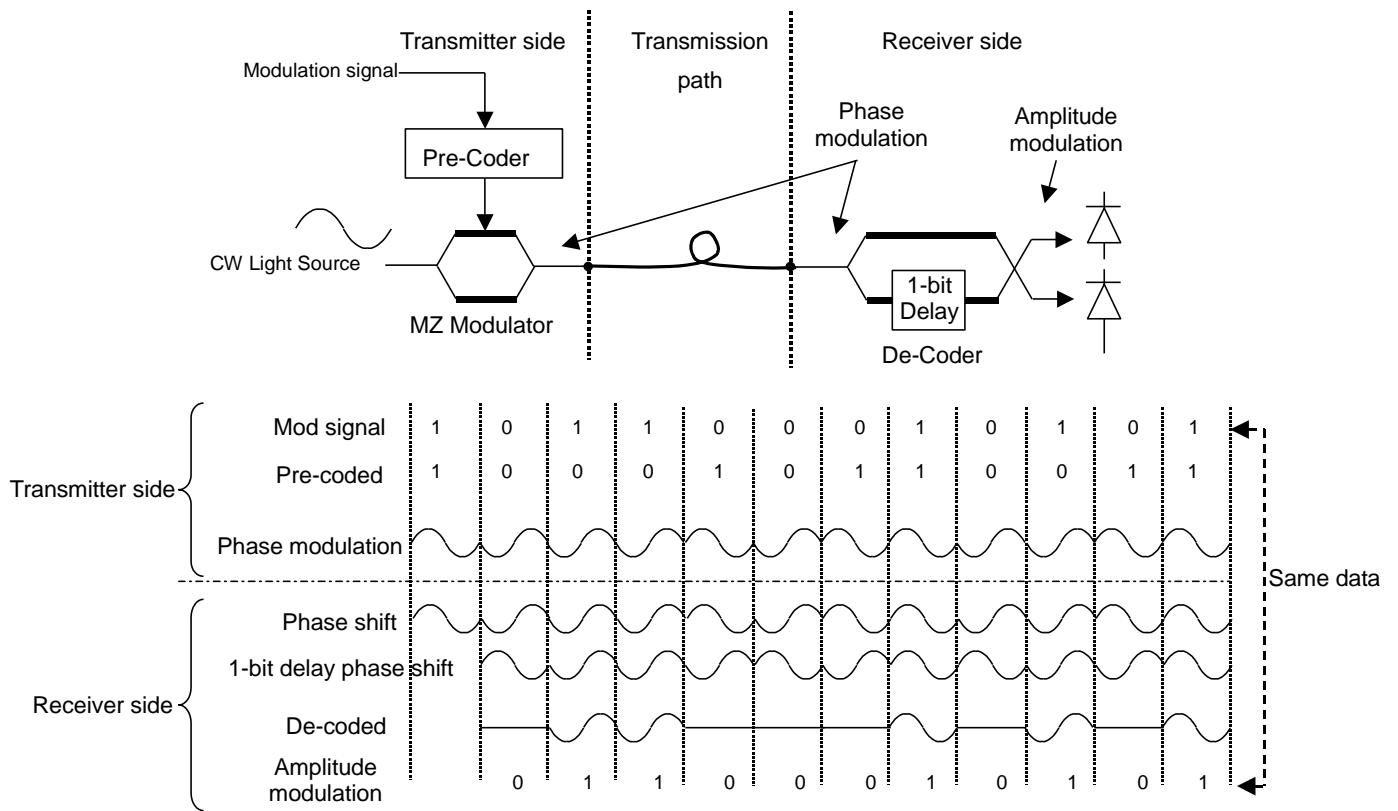 Transmitter side
Transmission
path
Receiver side
Modulation signal
Phase
modulation
Amplitude
modulation
Pre-Coder
CW Light Source
1-bit
Delay
MZ Modulator
De-Coder
Mod signal 1 0 1 1 0 0 0 1 0 1 0 1
Pre-coded 1 0 0 0 1 0 1 1 0 0 1 1
Transmitter side
Phase modulation
Same data
Phase shift
1-bit delay phase shift
Receiver side
De-coded
Amplitude
modulation 0 1 1 0 0 0 1 0 1 0 1